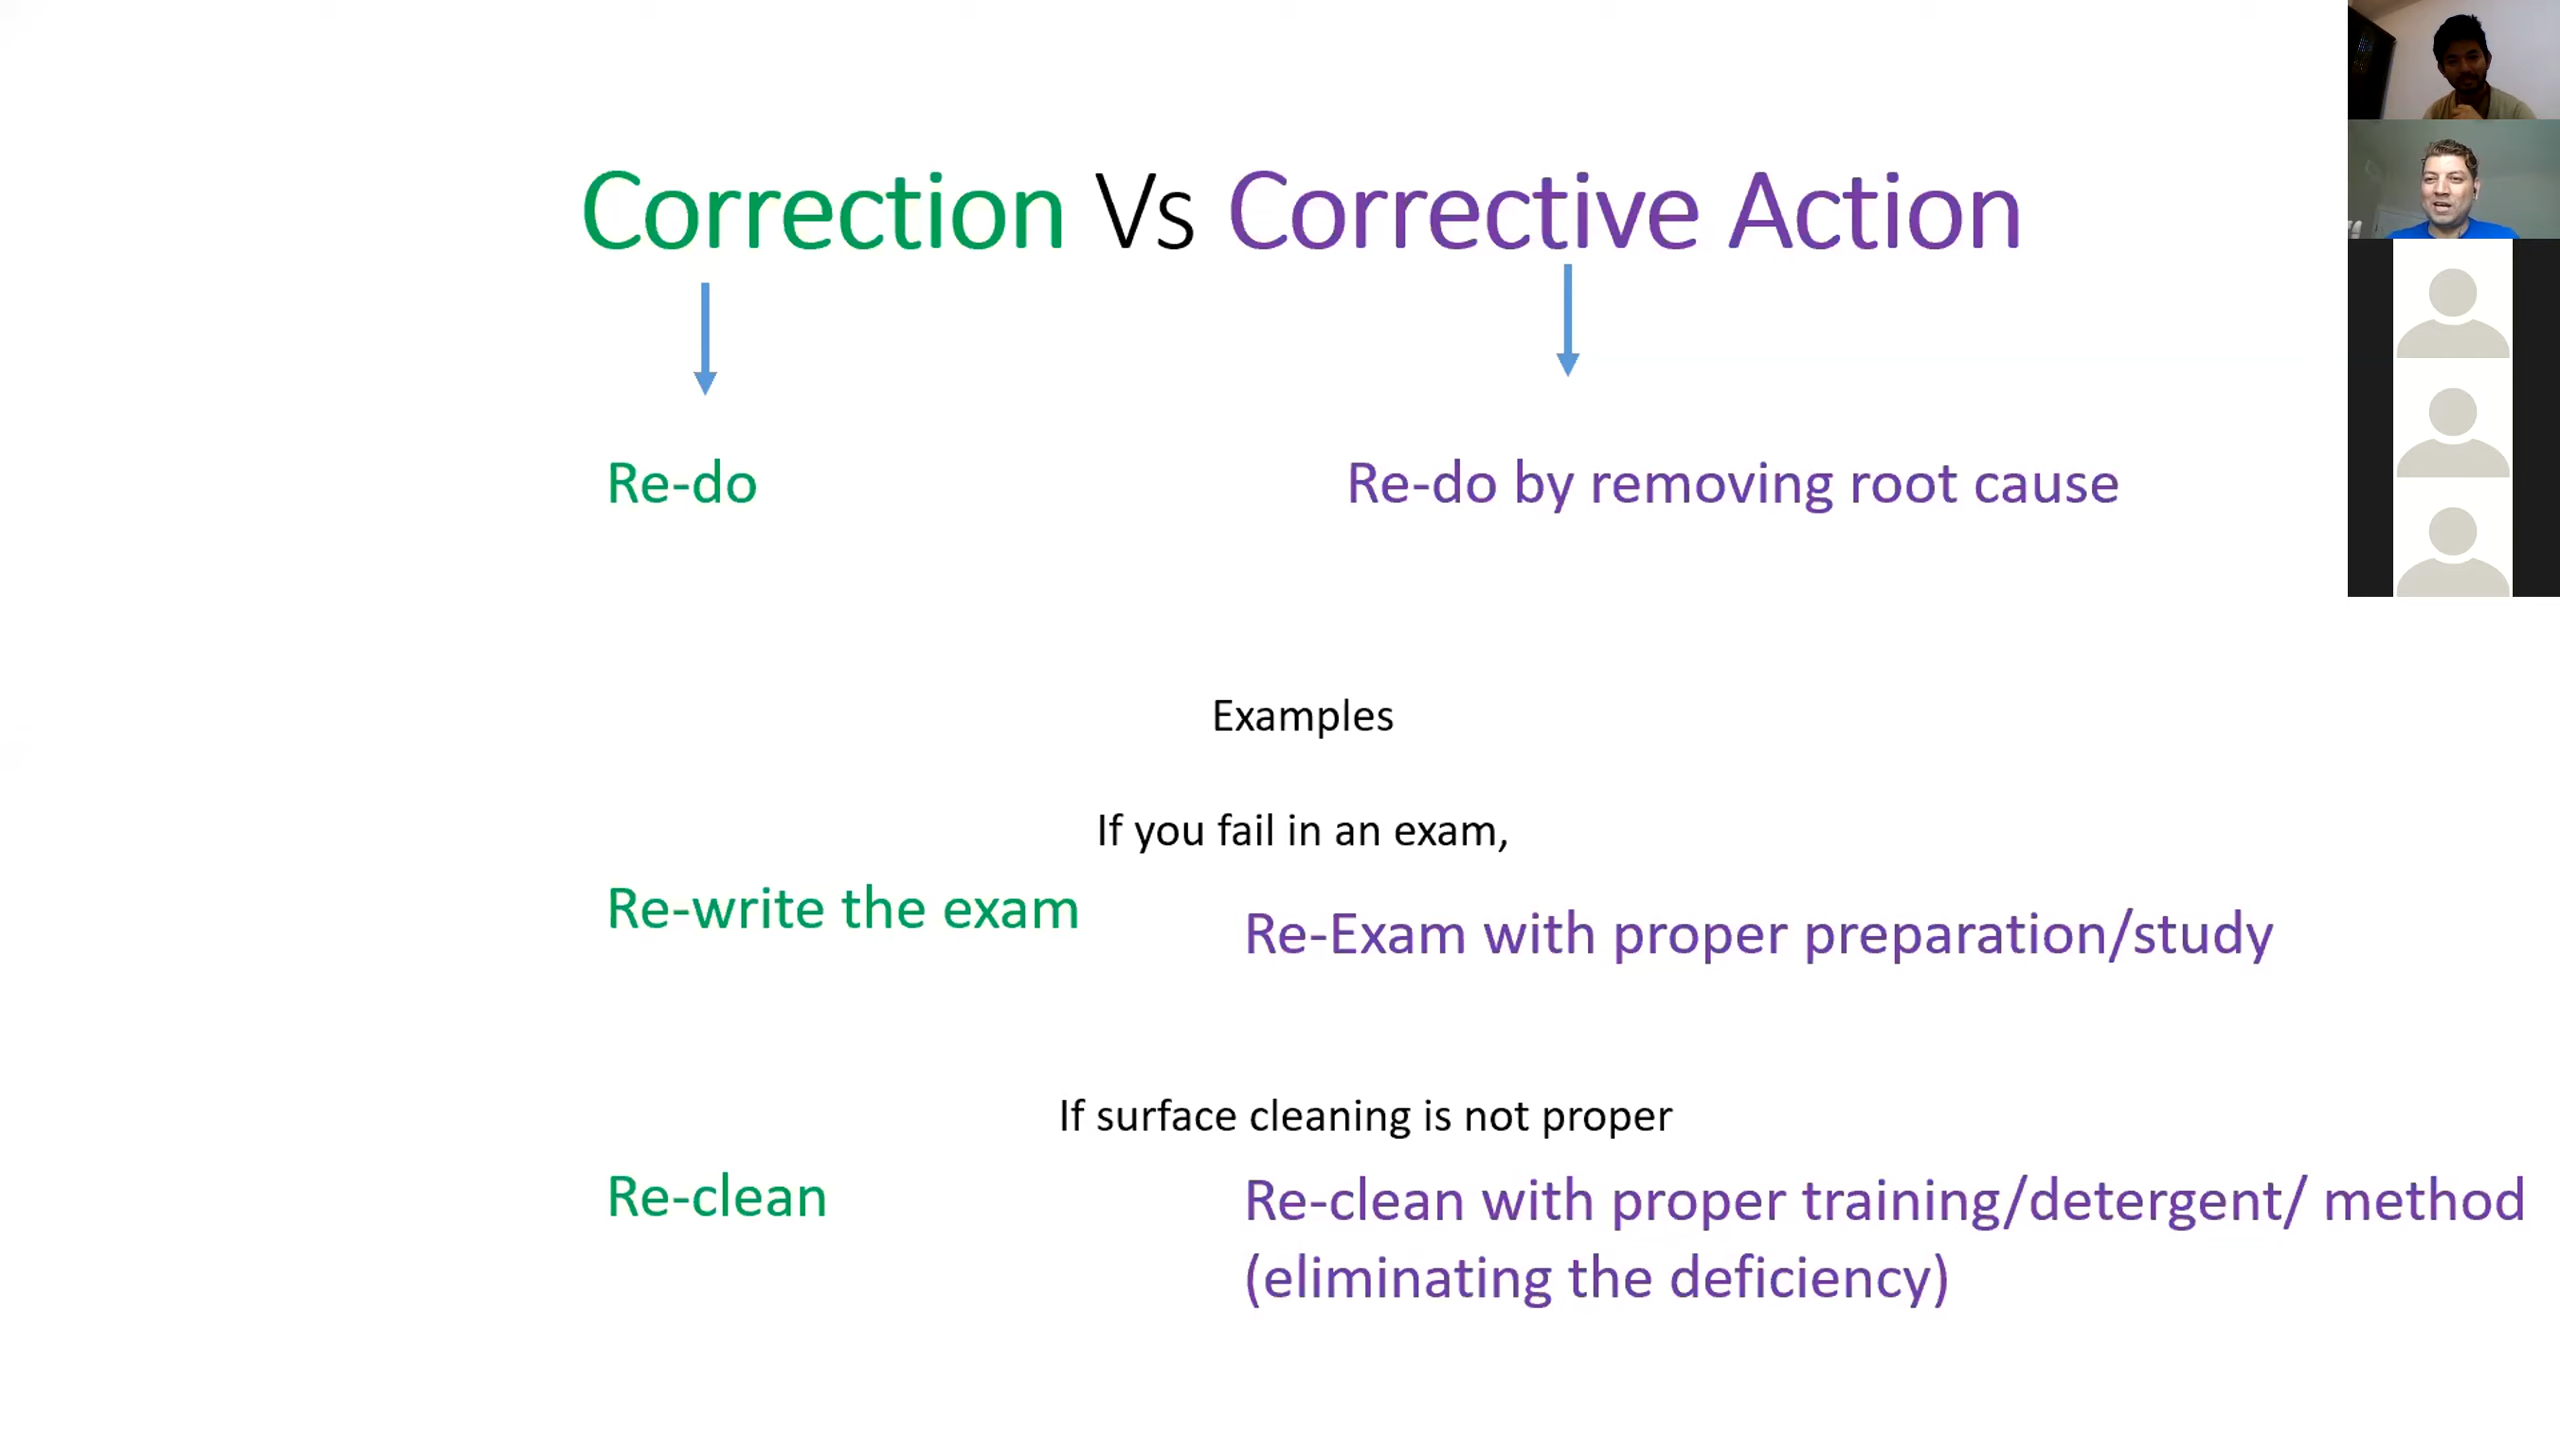 Correction Vs Corrective Action
Re-do
Re-do by removing root cause
Examples
If you fail in an exam,
Re-write the exam
Re-Exam with proper preparation/study
If surface cleaning is not proper
Re-clean
Re-clean with proper training/detergent/ method
(eliminating the deficiency)